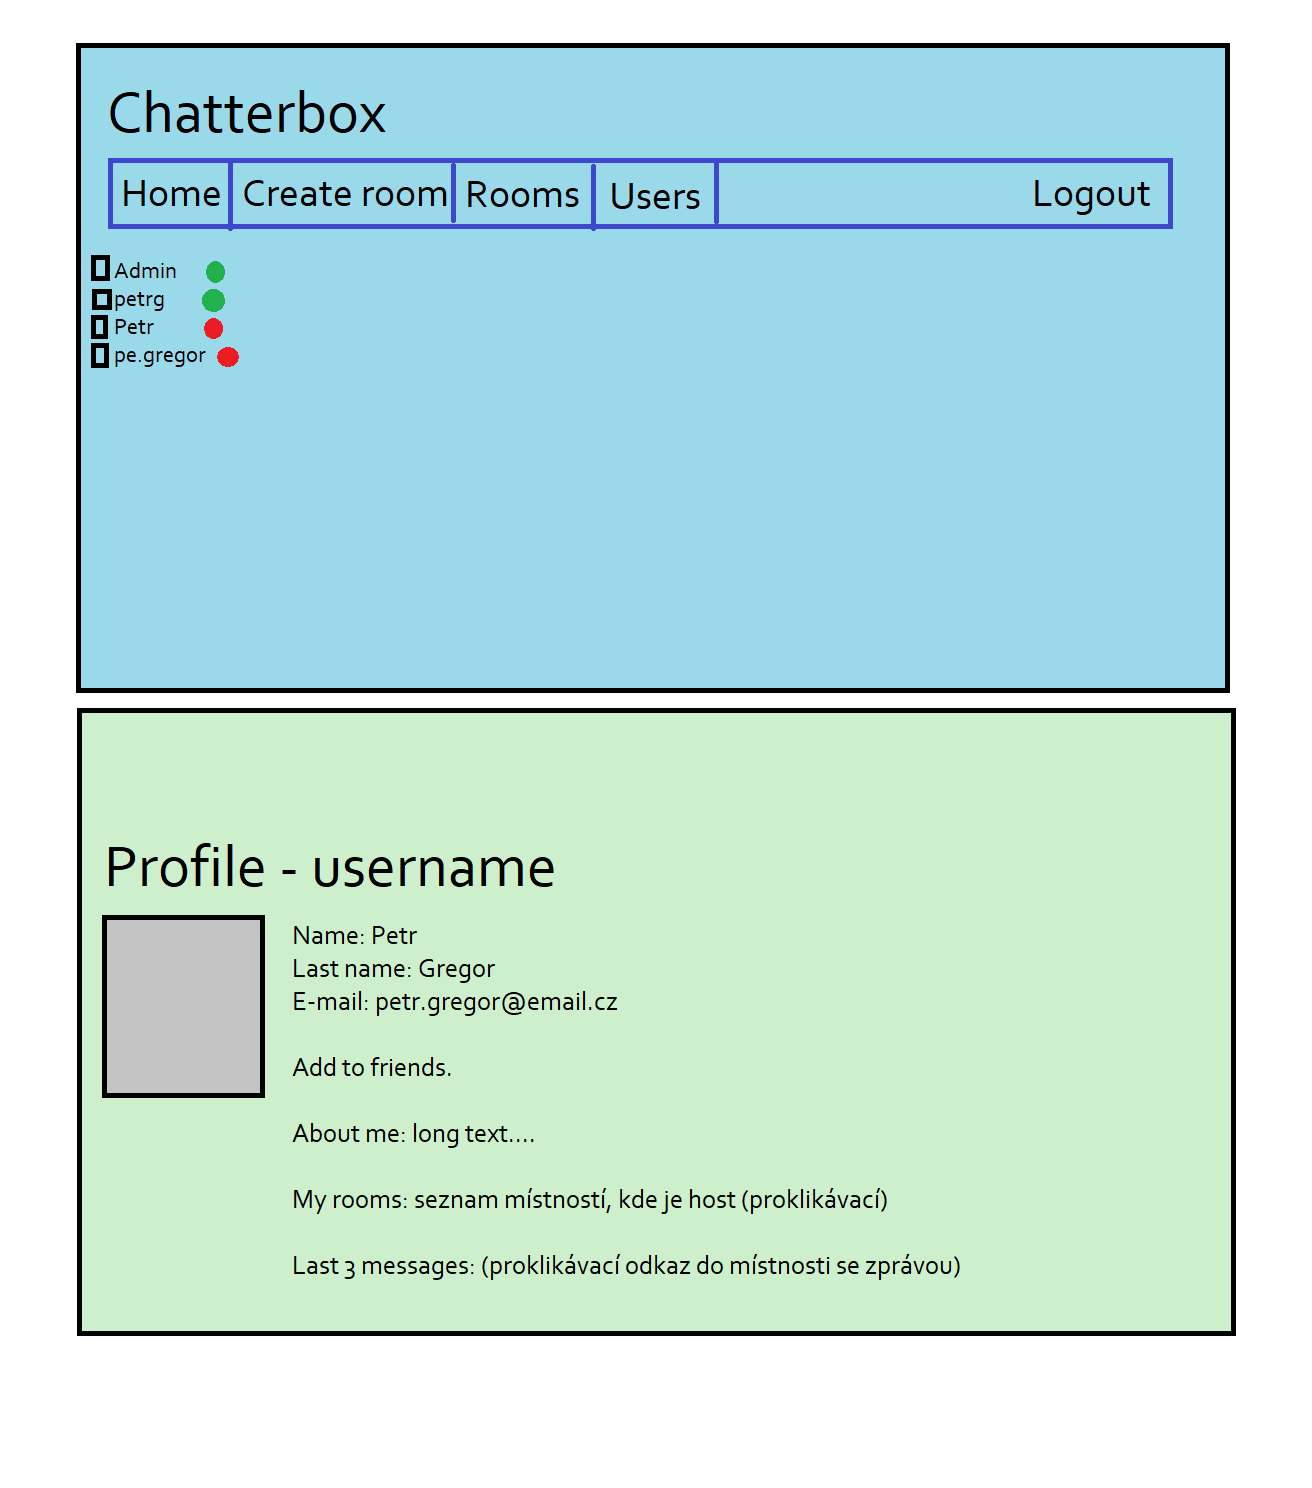 Chatterbox
Home Create room Rooms Users Logout
Admin
petrg
Petr
pe.gregor
Profile - username
Name: Petr
Last name: Gregor
E-mail: petr.gregor@email.cz
Add to friends.
About me: long text....
My rooms: seznam místností, kde je host (proklikávací)
Last 3 messages: (proklikávací odkaz do místnosti se zprávou)